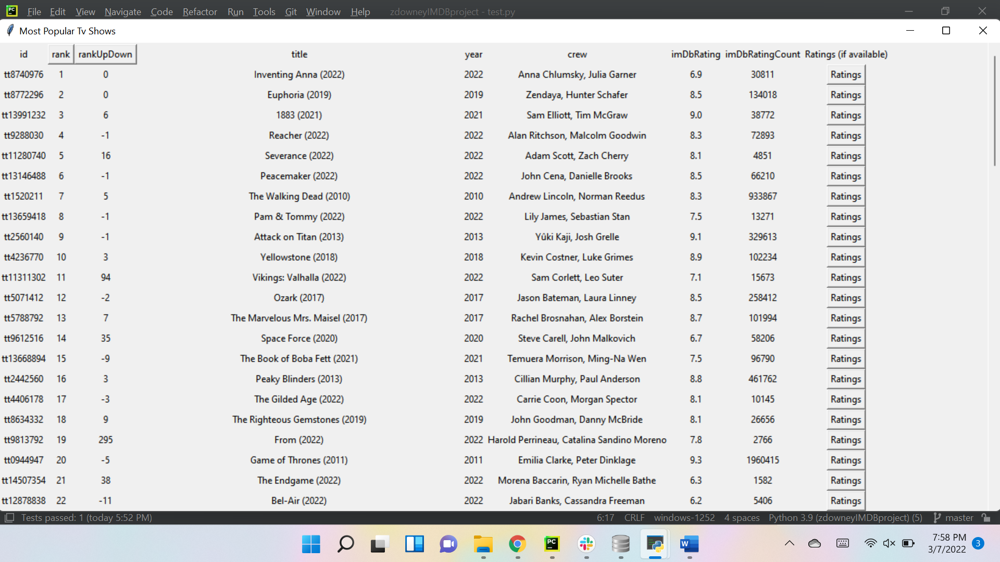 PC File Edit View Navigate Code Refactor Run Tools Git Window Help zdowneyIMDBproject - test.py
Most Popular Tv Shows
id rank rankUpDown title year crew imDbRating imDbRatingCount Ratings (if available)
tt8740976 1 0 Inventing Anna (2022) 2022 Anna Chlumsky, Julia Garner 6.9 30811 Ratings
tt8772296 2 0 Euphoria (2019) 2019 Zendaya, Hunter Schafer 8.5 134018 Ratings
tt13991232 3 6 1883 (2021) 2021 Sam Elliott, Tim McGraw 9.0 38772 Ratings
tt9288030 4 -1 Reacher (2022) 2022 Alan Ritchson, Malcolm Goodwin 8.3 72893 Ratings
tt11280740 5 16 Severance (2022) 2022 Adam Scott, Zach Cherry 8.1 4851 Ratings
tt13146488 6 -1 Peacemaker (2022) 2022 John Cena, Danielle Brooks 8.5 66210 Ratings
tt1520211 7 5 The Walking Dead (2010) 2010 Andrew Lincoln, Norman Reedus 8.3 933867 Ratings
tt13659418 8 -1 Pam & Tommy (2022) 2022 Lily James, Sebastian Stan 7.5 13271 Ratings
tt2560140 9 -1 Attack on Titan (2013) 2013 Yûki Kaji, Josh Grelle 9.1 329613 Ratings
tt4236770 10 3 Yellowstone (2018) 2018 Kevin Costner, Luke Grimes 8.9 102234 Ratings
tt11311302 11 94 Vikings: Valhalla (2022) 2022 Sam Corlett, Leo Suter 7.1 15673 Ratings
tt5071412 12 -2 Ozark (2017) 2017 Jason Bateman, Laura Linney 8.5 258412 Ratings
tt5788792 13 7 The Marvelous Mrs. Maisel (2017) 2017 Rachel Brosnahan, Alex Borstein 8.7 101994 Ratings
tt9612516 14 35 Space Force (2020) 2020 Steve Carell, John Malkovich 6.7 58206 Ratings
tt13668894 15 -9 The Book of Boba Fett (2021) 2021 Temuera Morrison, Ming-Na Wen 7.5 96790 Ratings
tt2442560 16 3 Peaky Blinders (2013) 2013 Cillian Murphy, Paul Anderson 8.8 461762 Ratings
tt4406178 17 -3 The Gilded Age (2022) 2022 Carrie Coon, Morgan Spector 8.1 10145 Ratings
tt8634332 18 9 The Righteous Gemstones (2019) 2019 John Goodman, Danny McBride 8.1 26656 Ratings
tt9813792 19 295 From (2022) 2022 Harold Perrineau, Catalina Sandino Moreno 7.8 2766 Ratings
tt0944947 20 -5 Game of Thrones (2011) 2011 Emilia Clarke, Peter Dinklage 9.3 1960415 Ratings
tt14507354 21 38 The Endgame (2022) 2022 Morena Baccarin, Ryan Michelle Bathe 6.3 1582 Ratings
tt12878838 22 -11 Bel-Air (2022) 2022 Jabari Banks, Cassandra Freeman 6.2 5406 Ratings
Tests passed: 1 (today 5:52 PM) 6:17 CRLF windows-1252 4 spaces Python 3.9 (zdowneyIMDBproject) (5) master
PC W 7:58 PM
3/7/2022 3